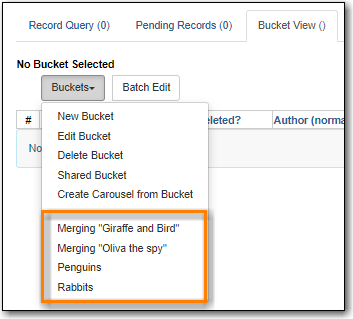 Record Query (0) Pending Records (0) Bucket View ()
No Bucket Selected
Buckets Batch Edit
# eleted? Author (norma
No
New Bucket
Edit Bucket
Delete Bucket
Shared Bucket
Create Carousel from Bucket
Merging "Giraffe and Bird"
Merging "Oliva the spy"
Penguins
Rabbits